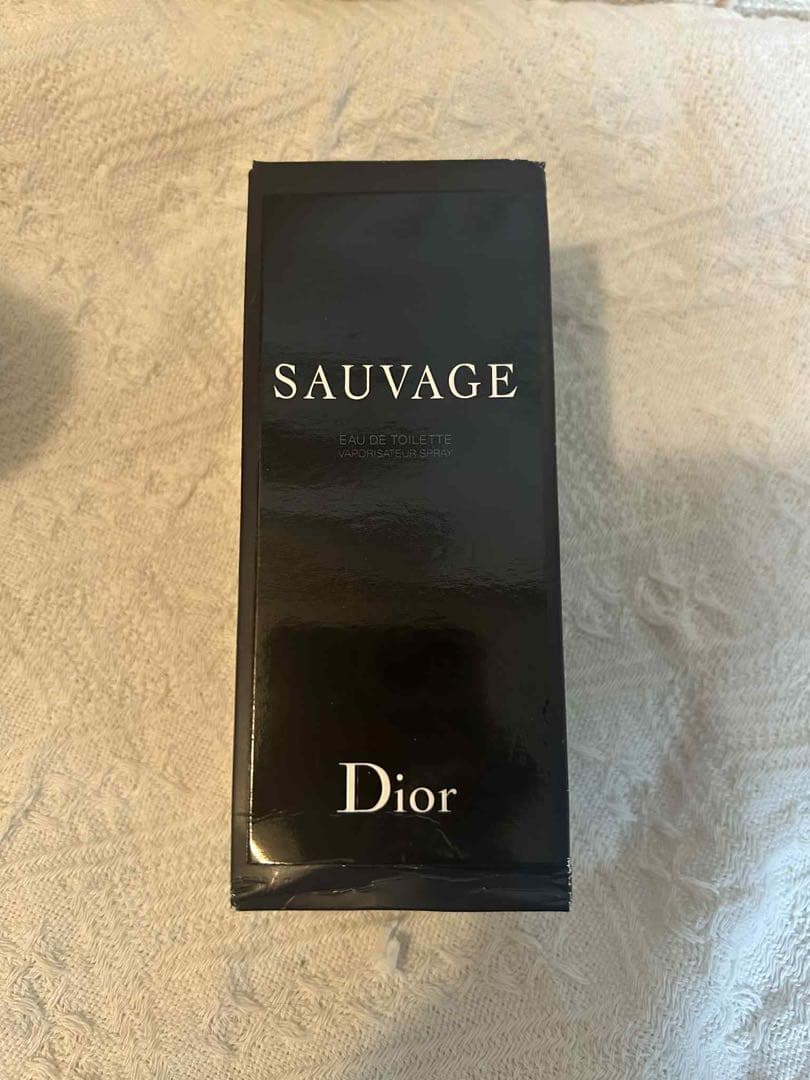 SAUVAGE
EAU DE TOILETTE
VAPORISATEUR SPRAY
Dior